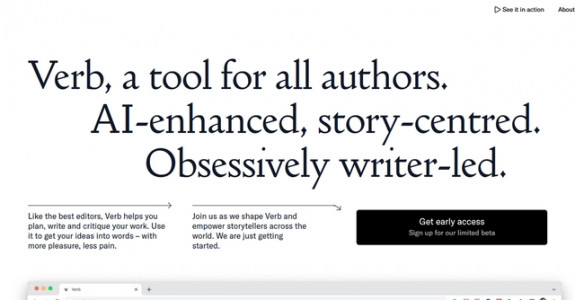 See it in action About
Verb, a tool for all authors.
AI-enhanced, story-centred.
Obsessively writer-led.
Like the best editors, Verb helps you
plan, write and critique your work. Use
it to get your ideas into words – with
more pleasure, less pain.
Join us as we shape Verb and
empower storytellers across the
world. We are just getting
started.
Get early access
Sign up for our limited beta
Verb